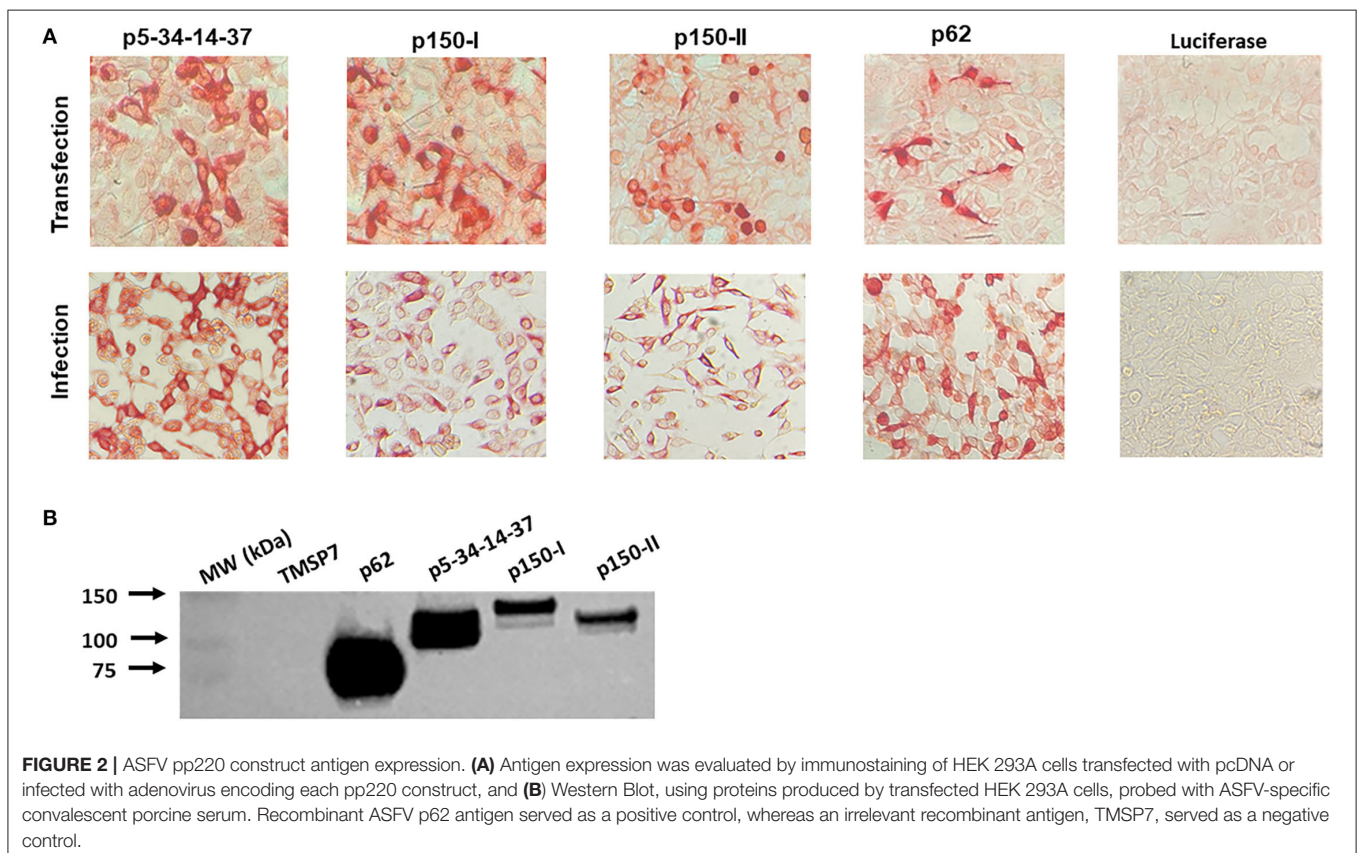 A
p5-34-14-37 p150-I p150-II p62 Luciferase
Transfection
Infection
B
MW (kDa) TMSP7 p62 p5-34-14-37 p150-I p150-II
150
100
75
FIGURE 2 | ASFV pp220 construct antigen expression. (A) Antigen expression was evaluated by immunostaining of HEK 293A cells transfected with pcDNA or
infected with adenovirus encoding each pp220 construct, and (B) Western Blot, using proteins produced by transfected HEK 293A cells, probed with ASFV-specific
convalescent porcine serum. Recombinant ASFV p62 antigen served as a positive control, whereas an irrelevant recombinant antigen, TMSP7, served as a negative
control.